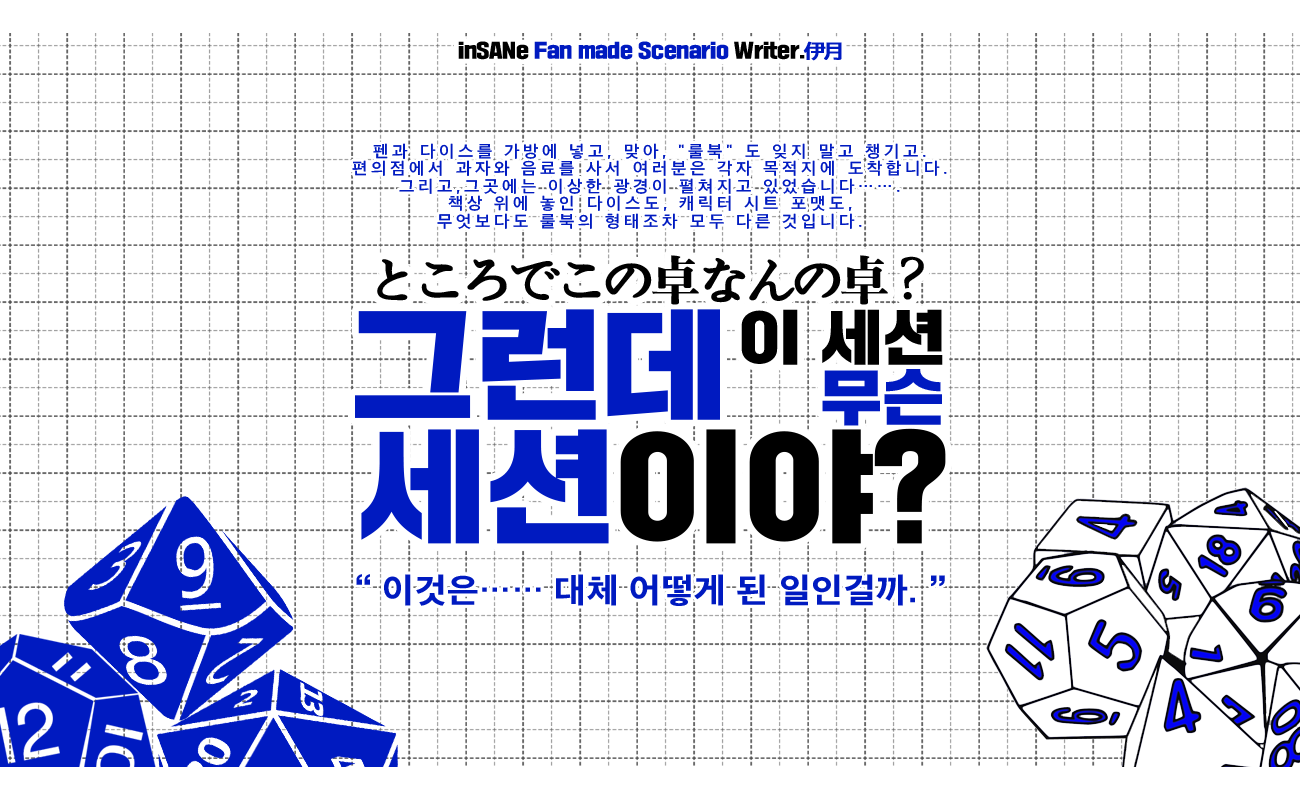 inSANe Fan made Scenario Writer.伊月
펜과 다이스를 가방에 넣고, 맞아, "룰북" 도 잊지 말고 챙기고.
편의점에서 과자와 음료를 사서 여러분은 각자 목적지에 도착합니다.
그리고,그곳에는 이상한 광경이 펼쳐지고 있었습니다…….
책상 위에 놓인 다이스도, 캐릭터 시트 포맷도,
무엇보다도 룰북의 형태조차 모두 다른 것입니다.
ところでこの卓なんの卓？
그런데 이 세션
무슨
세션이야?
“ 이것은…… 대체 어떻게 된 일인걸까. ”
3
9
8
7
11
12
10
2
13
20
4
4
18
6
5
9
11
5
1
6
4
7